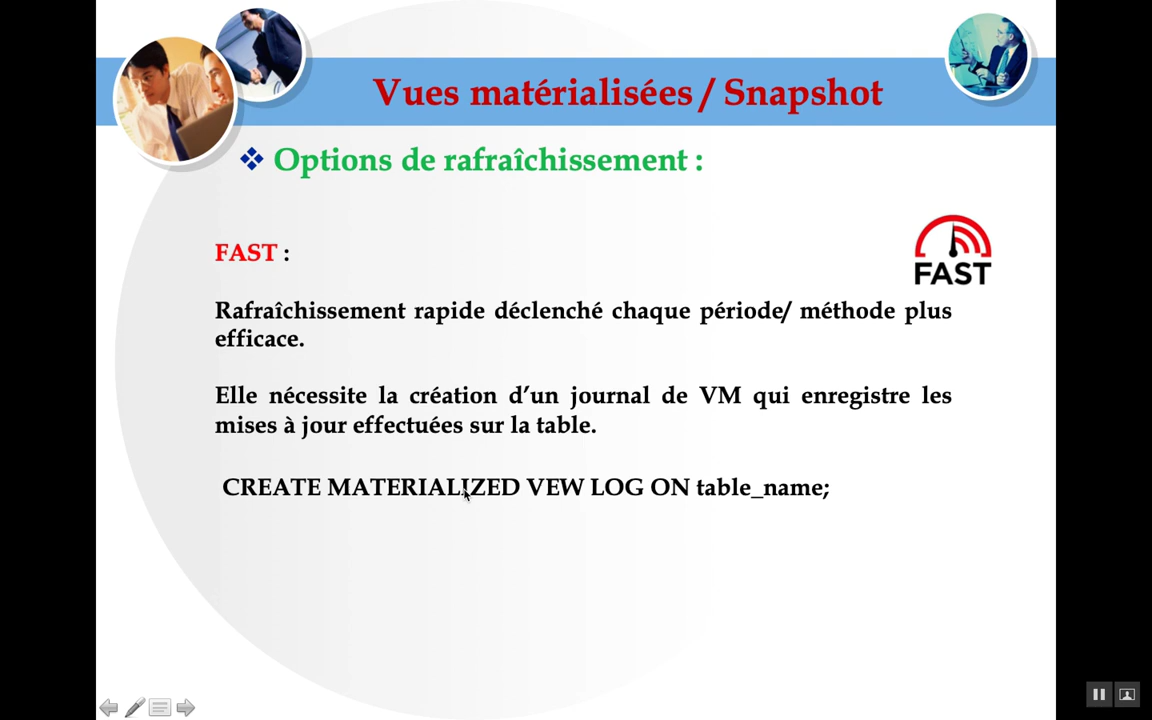 Vues matérialisées / Snapshot
❖ Options de rafraîchissement :
FAST :
FAST
Rafraîchissement rapide déclenché chaque période/ méthode plus
efficace.
Elle nécessite la création d’un journal de VM qui enregistre les
mises à jour effectuées sur la table.
CREATE MATERIALIZED VEW LOG ON table_name;